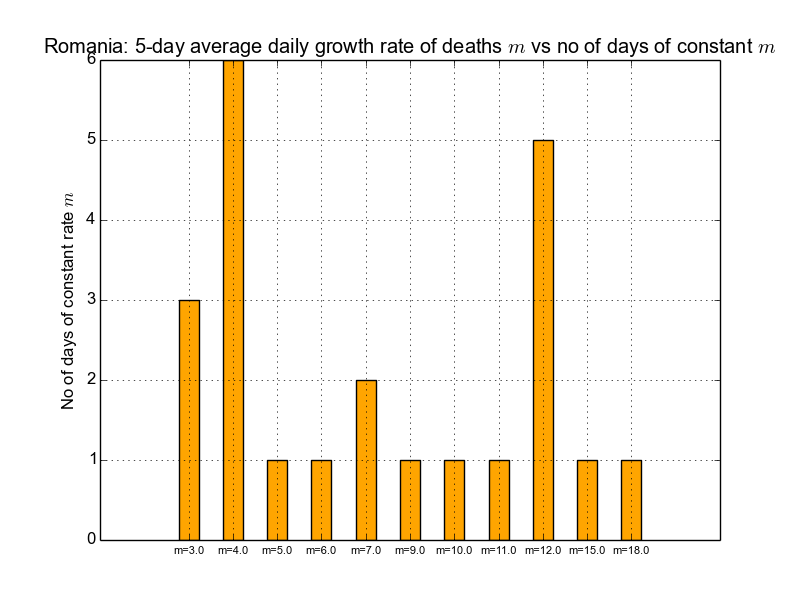 Romania: 5-day average daily growth rate of deaths m vs no of days of constant m
No of days of constant rate m
6
5
4
3
2
1
0
m=3.0 m=4.0 m=5.0 m=6.0 m=7.0 m=9.0 m=10.0 m=11.0 m=12.0 m=15.0 m=18.0